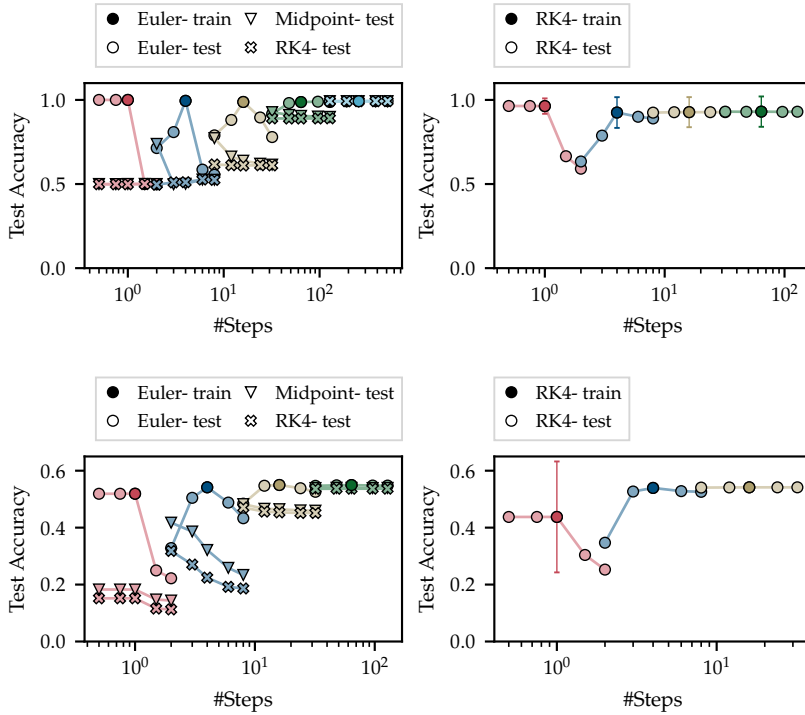 Euler- train Midpoint- test
Euler- test RK4- test
RK4- train
RK4- test
Test Accuracy
1.0
0.5
0.0
10^0 10^1 10^2
#Steps
Test Accuracy
1.0
0.5
0.0
10^0 10^1 10^2
#Steps
Euler- train Midpoint- test
Euler- test RK4- test
RK4- train
RK4- test
Test Accuracy
0.6
0.4
0.2
0.0
10^0 10^1 10^2
#Steps
Test Accuracy
0.6
0.4
0.2
0.0
10^0 10^1
#Steps